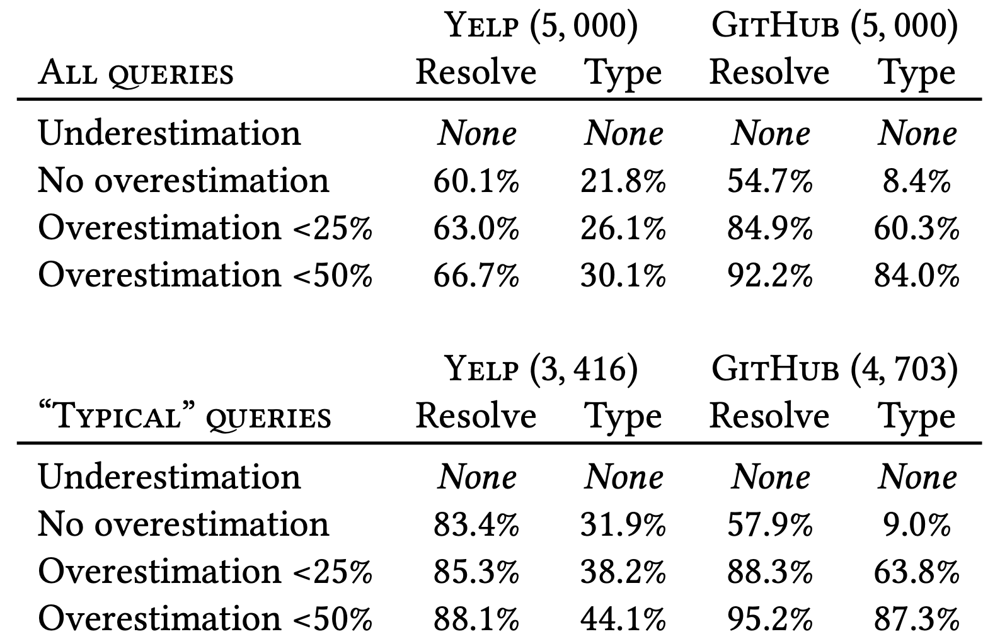 YELP (5, 000) GITHUB (5, 000)
ALL QUERIES Resolve Type Resolve Type
Underestimation None None None None
No overestimation 60.1% 21.8% 54.7% 8.4%
Overestimation <25% 63.0% 26.1% 84.9% 60.3%
Overestimation <50% 66.7% 30.1% 92.2% 84.0%
YELP (3, 416) GITHUB (4, 703)
“TYPICAL” QUERIES Resolve Type Resolve Type
Underestimation None None None None
No overestimation 83.4% 31.9% 57.9% 9.0%
Overestimation <25% 85.3% 38.2% 88.3% 63.8%
Overestimation <50% 88.1% 44.1% 95.2% 87.3%